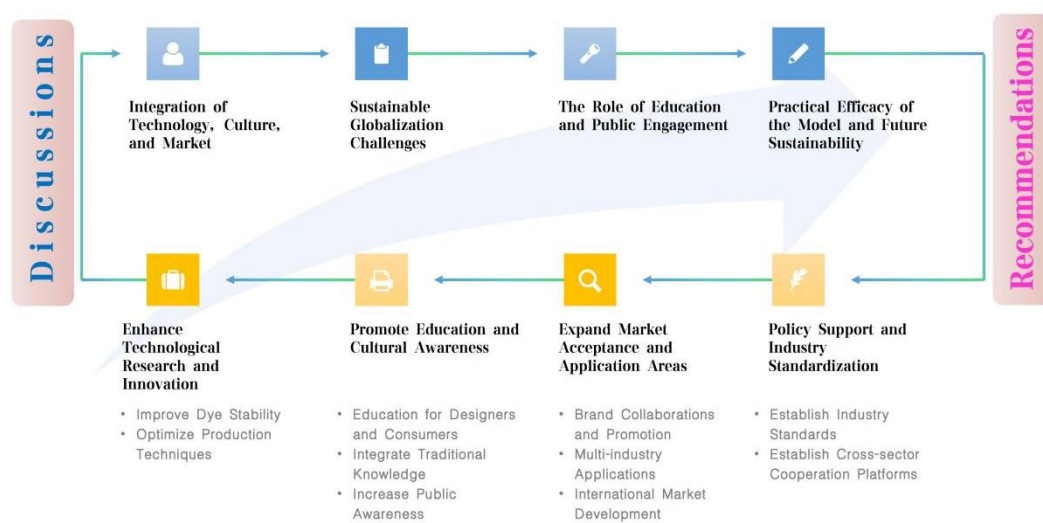 Discussions
Integration of
Technology, Culture,
and Market
Sustainable
Globalization
Challenges
The Role of Education
and Public Engagement
Practical Efficacy of
the Model and Future
Sustainability
Recommendations
Enhance
Technological
Research and
Innovation
• Improve Dye Stability
• Optimize Production
Techniques
Promote Education and
Cultural Awareness
• Education for Designers
and Consumers
• Integrate Traditional
Knowledge
• Increase Public
Awareness
Expand Market
Acceptance and
Application Areas
• Brand Collaborations
and Promotion
• Multi-industry
Applications
• International Market
Development
Policy Support and
Industry
Standardization
• Establish Industry
Standards
• Establish Cross-sector
Cooperation Platforms